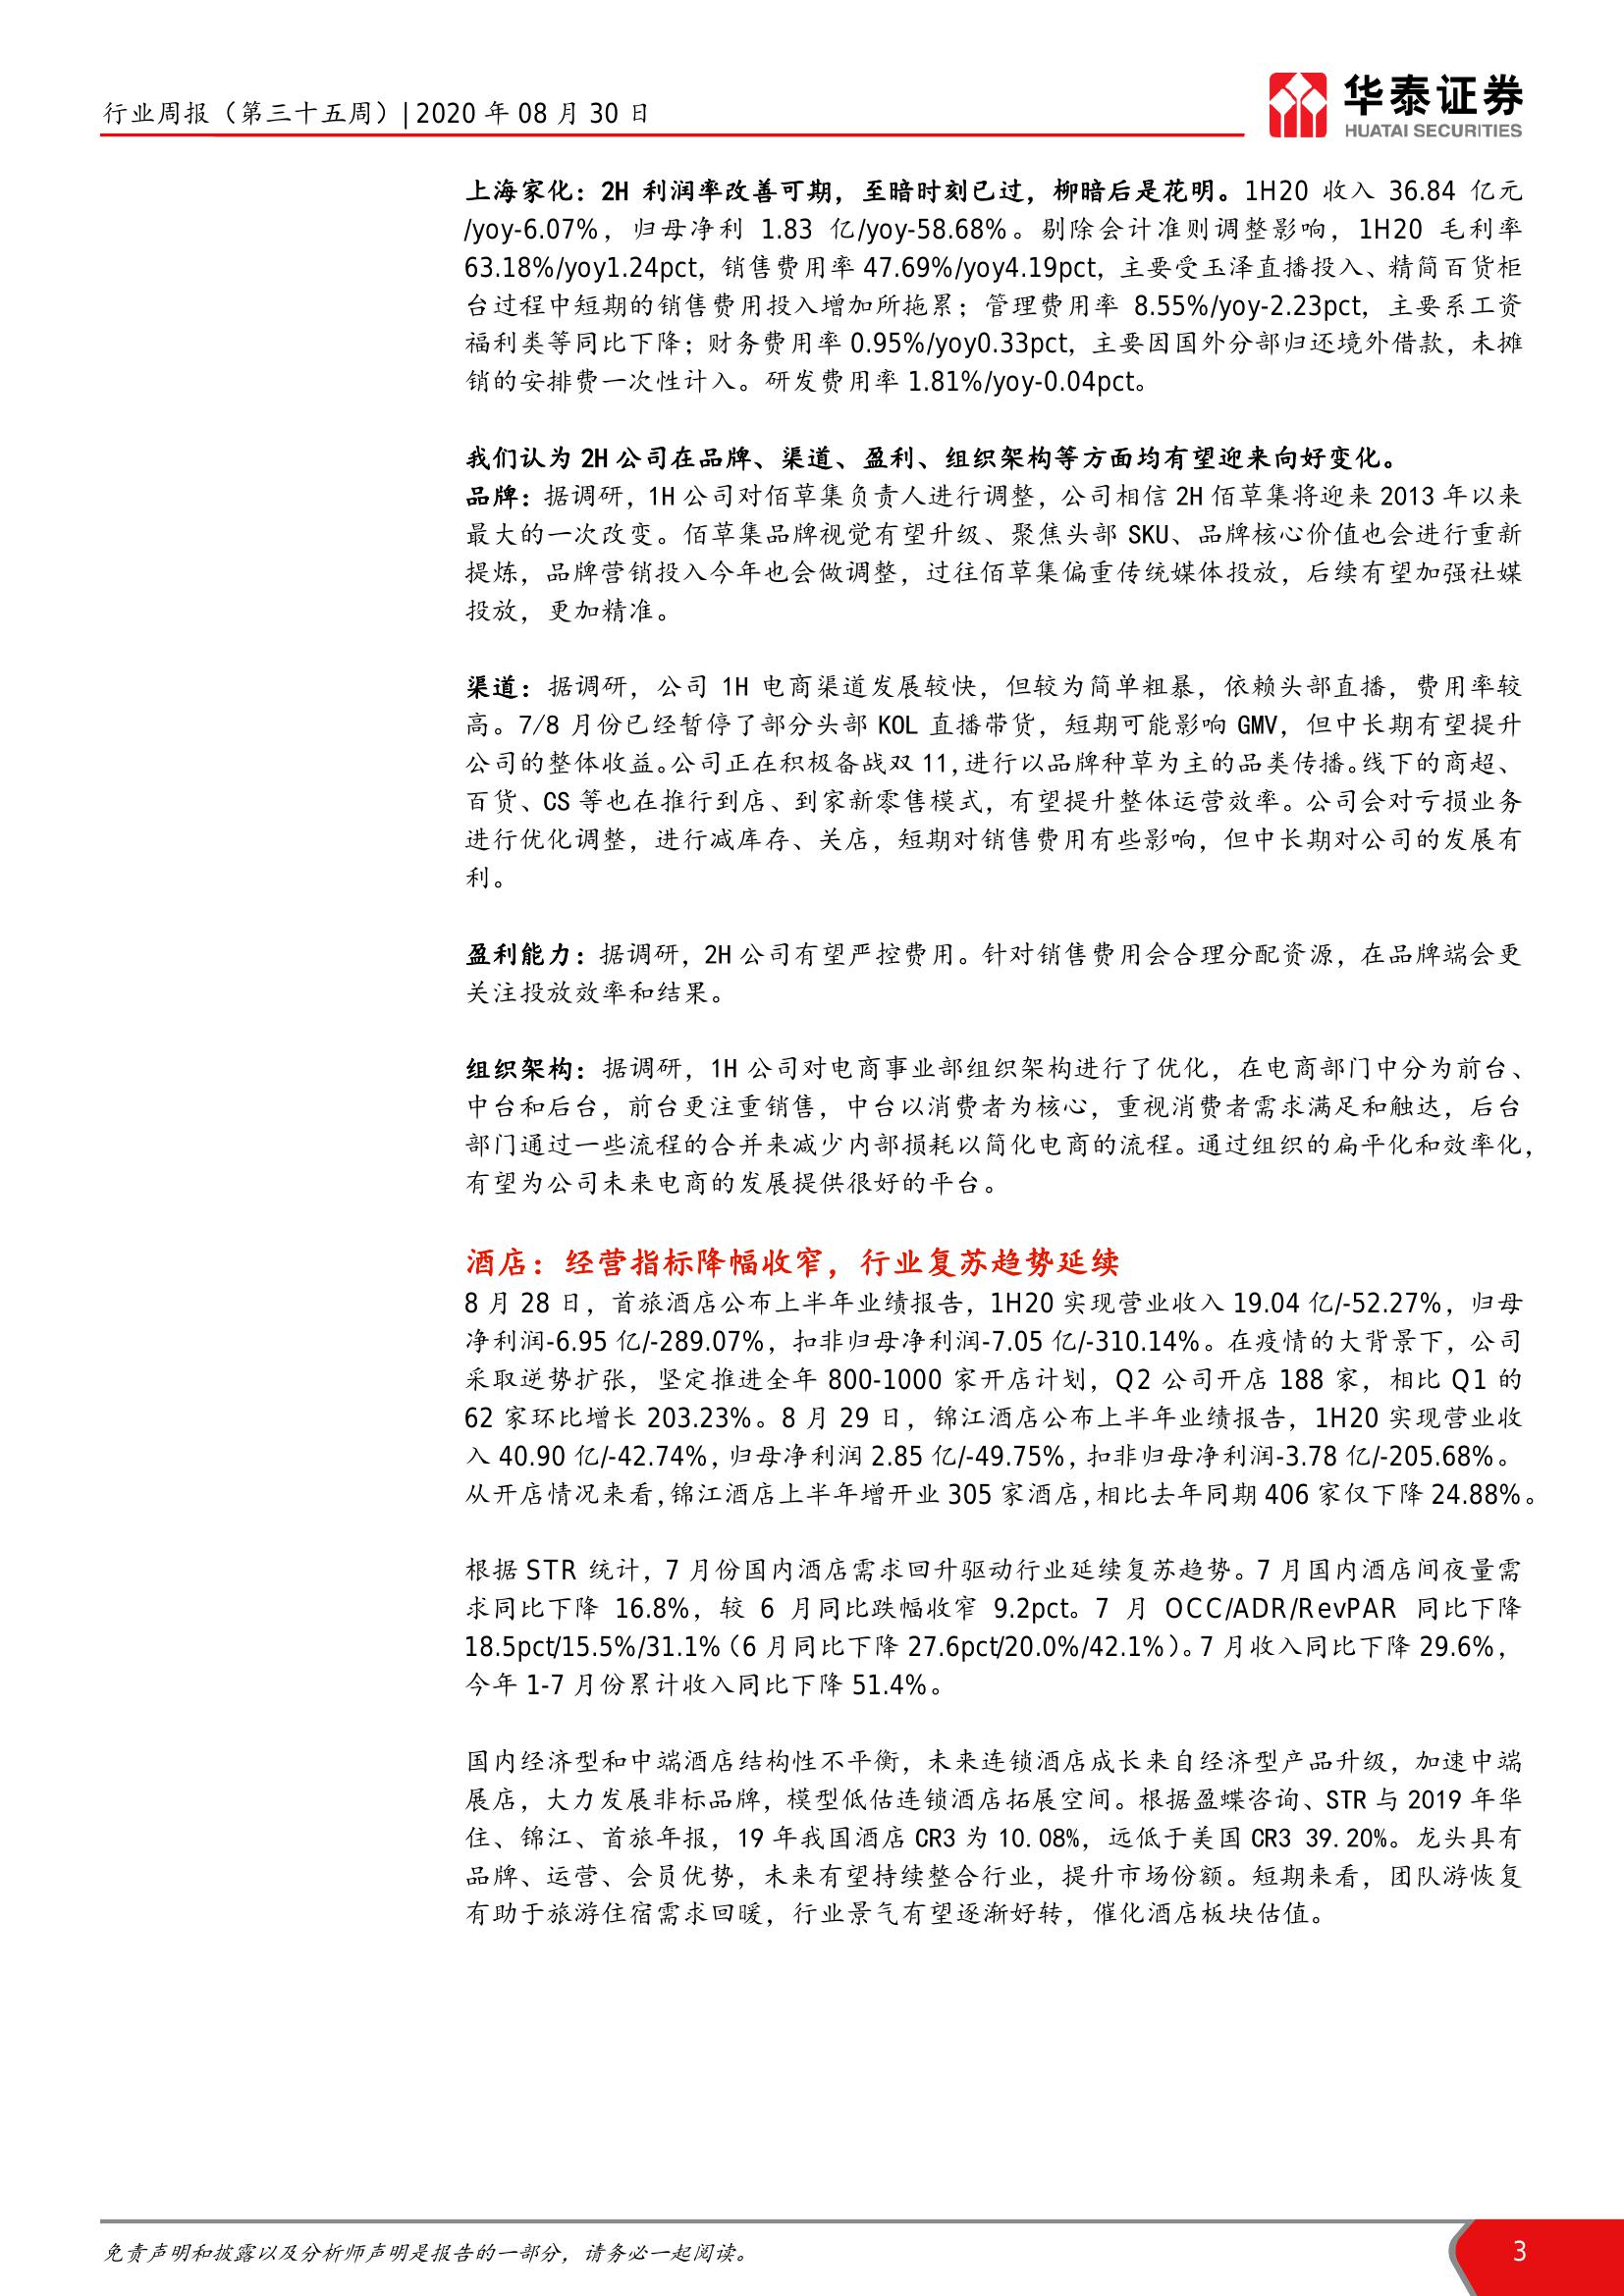 行业周报（第三十五周）| 2020 年 08 月 30 日
华泰证券
HUATAI SECURITIES
上海家化：2H 利润率改善可期，至暗时刻已过，柳暗后是花明。1H20 收入 36.84 亿元
/yoy-6.07%，归母净利 1.83 亿/yoy-58.68%。剔除会计准则调整影响，1H20 毛利率
63.18%/yoy1.24pct，销售费用率 47.69%/yoy4.19pct，主要受玉泽直播投入、精简百货柜
台过程中短期的销售费用投入增加所拖累；管理费用率 8.55%/yoy-2.23pct，主要系工资
福利类等同比下降；财务费用率 0.95%/yoy0.33pct，主要因国外分部归还境外借款，未摊
销的安排费一次性计入。研发费用率 1.81%/yoy-0.04pct。
我们认为 2H 公司在品牌、渠道、盈利、组织架构等方面均有望迎来向好变化。
品牌：据调研，1H 公司对佰草集负责人进行调整，公司相信 2H 佰草集将迎来 2013 年以来
最大的一次改变。佰草集品牌视觉有望升级、聚焦头部 SKU、品牌核心价值也会进行重新
提炼，品牌营销投入今年也会做调整，过往佰草集偏重传统媒体投放，后续有望加强社媒
投放，更加精准。
渠道：据调研，公司 1H 电商渠道发展较快，但较为简单粗暴，依赖头部直播，费用率较
高。7/8 月份已经暂停了部分头部 KOL 直播带货，短期可能影响 GMV，但中长期有望提升
公司的整体收益。公司正在积极备战双 11，进行以品牌种草为主的品类传播。线下的商超、
百货、CS 等也在推行到店、到家新零售模式，有望提升整体运营效率。公司会对亏损业务
进行优化调整，进行减库存、关店，短期对销售费用有些影响，但中长期对公司的发展有
利。
盈利能力：据调研，2H 公司有望严控费用。针对销售费用会合理分配资源，在品牌端会更
关注投放效率和结果。
组织架构：据调研，1H 公司对电商事业部组织架构进行了优化，在电商部门中分为前台、
中台和后台，前台更注重销售，中台以消费者为核心，重视消费者需求满足和触达，后台
部门通过一些流程的合并来减少内部损耗以简化电商的流程。通过组织的扁平化和效率化，
有望为公司未来电商的发展提供很好的平台。
酒店：经营指标降幅收窄，行业复苏趋势延续
8 月 28 日，首旅酒店公布上半年业绩报告，1H20 实现营业收入 19.04 亿/-52.27%，归母
净利润-6.95 亿/-289.07%，扣非归母净利润-7.05 亿/-310.14%。在疫情的大背景下，公司
采取逆势扩张，坚定推进全年 800-1000 家开店计划，Q2 公司开店 188 家，相比 Q1 的
62 家环比增长 203.23%。8 月 29 日，锦江酒店公布上半年业绩报告，1H20 实现营业收
入 40.90 亿/-42.74%，归母净利润 2.85 亿/-49.75%，扣非归母净利润-3.78 亿/-205.68%。
从开店情况来看，锦江酒店上半年增开业 305 家酒店，相比去年同期 406 家仅下降 24.88%。
根据 STR 统计，7 月份国内酒店需求回升驱动行业延续复苏趋势。7 月国内酒店间夜量需
求同比下降 16.8%，较 6 月同比跌幅收窄 9.2pct。7 月 OCC/ADR/RevPAR 同比下降
18.5pct/15.5%/31.1%（6 月同比下降 27.6pct/20.0%/42.1%）。7 月收入同比下降 29.6%，
今年 1-7 月份累计收入同比下降 51.4%。
国内经济型和中端酒店结构性不平衡，未来连锁酒店成长来自经济型产品升级，加速中端
展店，大力发展非标品牌，模型低估连锁酒店拓展空间。根据盈蝶咨询、STR 与 2019 年华
住、锦江、首旅年报，19 年我国酒店 CR3 为 10.08%，远低于美国 CR3 39.20%。龙头具有
品牌、运营、会员优势，未来有望持续整合行业，提升市场份额。短期来看，团队游恢复
有助于旅游住宿需求回暖，行业景气有望逐渐好转，催化酒店板块估值。
免责声明和披露以及分析师声明是报告的一部分，请务必一起阅读。
3